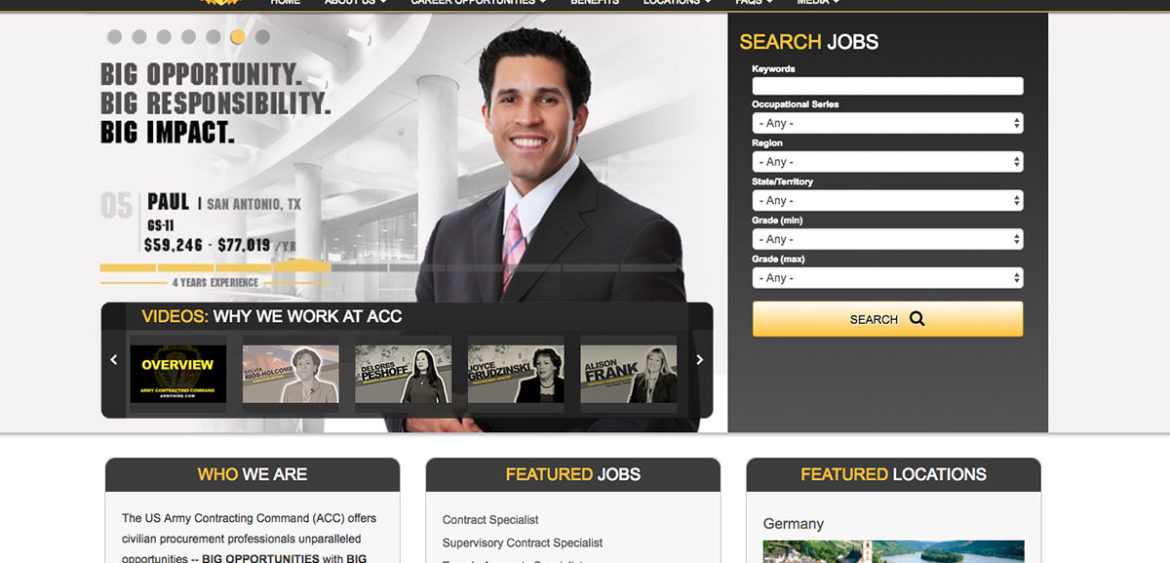 HOME ABOUT US CAREER OPPORTUNITIES BENEFITS LOCATIONS FAQS MEDIA
BIG OPPORTUNITY.
BIG RESPONSIBILITY.
BIG IMPACT.
05 PAUL | SAN ANTONIO, TX
GS-11
$59,246 - $77,019 /YR
4 YEARS EXPERIENCE
VIDEOS: WHY WE WORK AT ACC
OVERVIEW
ARMY CONTRACTING COMMAND
ARMYHIRE.COM
SYLVIA
RIOS-HOLCOMB
DELORES
PESHOFF
JOYCE
GRUDZINSKI
ALISON
FRANK
SEARCH JOBS
Keywords
Occupational Series
- Any -
Region
- Any -
State/Territory
- Any -
Grade (min)
- Any -
Grade (max)
- Any -
SEARCH
WHO WE ARE
The US Army Contracting Command (ACC) offers
civilian procurement professionals unparalleled
opportunities -- BIG OPPORTUNITIES with BIG
FEATURED JOBS
Contract Specialist
Supervisory Contract Specialist
FEATURED LOCATIONS
Germany